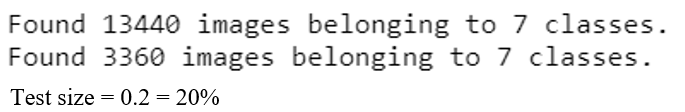 Found 13440 images belonging to 7 classes.
Found 3360 images belonging to 7 classes.
Test size = 0.2 = 20%